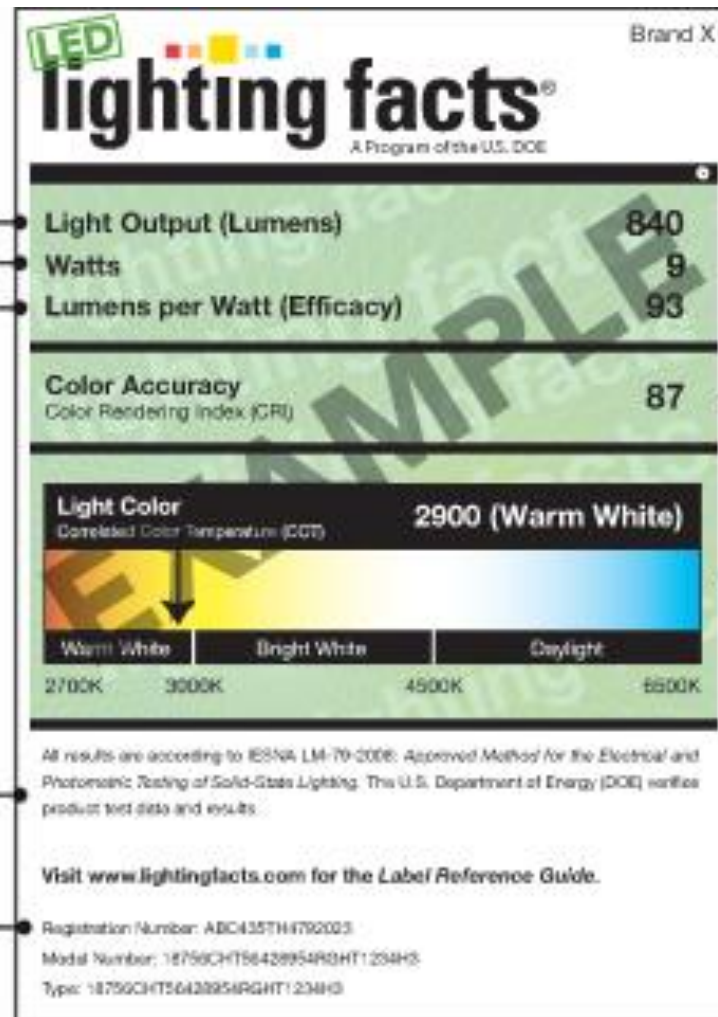 Brand X
LED
lighting facts®
A Program of the U.S. DOE
Light Output (Lumens) 840
Watts 9
Lumens per Watt (Efficacy) 93
Color Accuracy 87
Color Rendering Index (CRI)
Light Color
Correlated Color Temperature (CCT)
2900 (Warm White)
Warm White Bright White Daylight
2700K 3000K 4500K 6500K
EXAMPLE
All results are according to IESNA LM-79-2008: Approved Method for the Electrical and
Photometric Testing of Solid-State Lighting. The U.S. Department of Energy (DOE) verifies
product test data and results.
Visit www.lightingfacts.com for the Label Reference Guide.
Registration Number:
Model Number:
Type: